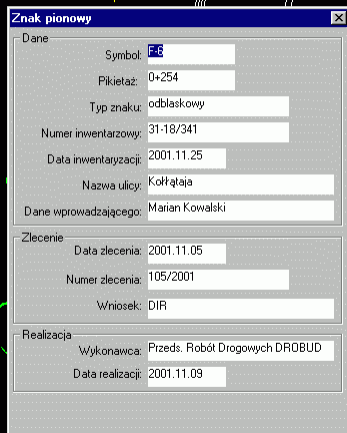 Znak pionowy
Dane
Symbol: F-6
Pikietaż: 0+254
Typ znaku: odblaskowy
Numer inwentarzowy: 31-18/341
Data inwentaryzacji: 2001.11.25
Nazwa ulicy: Kołłątaja
Dane wprowadzającego: Marian Kowalski
Zlecenie
Data zlecenia: 2001.11.05
Numer zlecenia: 105/2001
Wniosek: DIR
Realizacja
Wykonawca: Przeds. Robót Drogowych DROBUD
Data realizacji: 2001.11.09